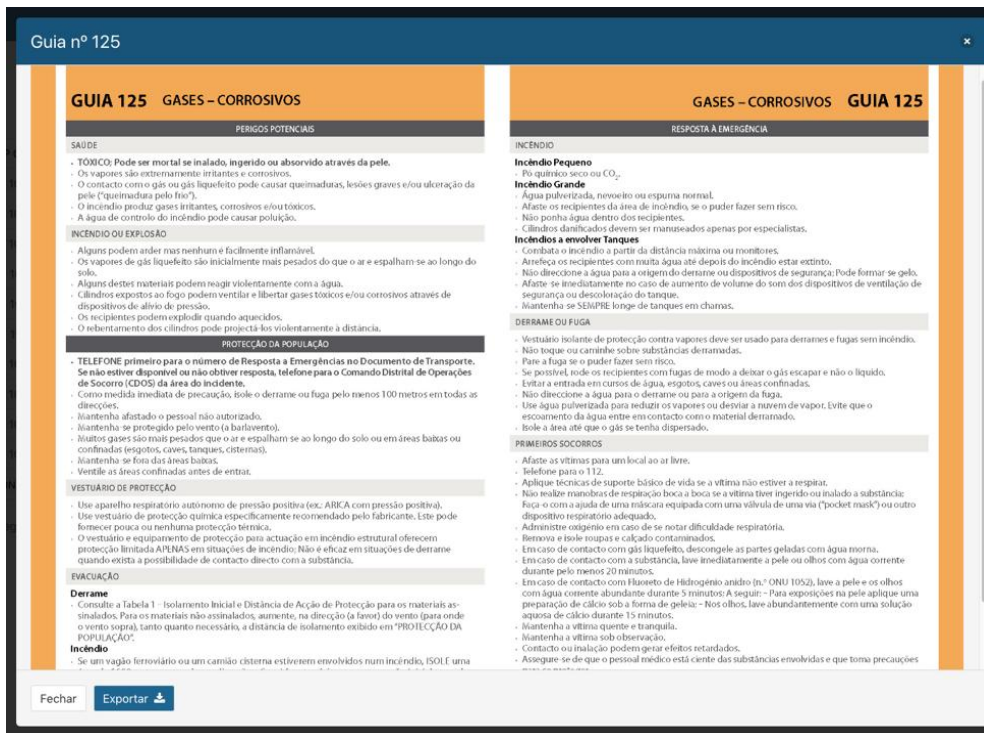 Guia nº 125
×
GUIA 125 GASES – CORROSIVOS
PERIGOS POTENCIAIS
SAÚDE
- TÓXICO; Pode ser mortal se inalado, ingerido ou absorvido através da pele.
- Os vapores são extremamente irritantes e corrosivos.
- O contacto com o gás ou gás liquefeito pode causar queimaduras, lesões graves e/ou ulceração da
pele ("queimadura pelo frio").
- O incêndio produz gases irritantes, corrosivos e/ou tóxicos.
- A água de controlo do incêndio pode causar poluição.
INCÊNDIO OU EXPLOSÃO
- Alguns podem arder mas nenhum é facilmente inflamável.
- Os vapores de gás liquefeito são inicialmente mais pesados do que o ar e espalham-se ao longo do
solo.
- Alguns destes materiais podem reagir violentamente com a água.
- Cilindros expostos ao fogo podem ventilar e libertar gases tóxicos e/ou corrosivos através de
dispositivos de alívio de pressão.
- Os recipientes podem explodir quando aquecidos.
- O rebentamento dos cilindros pode projectá-los violentamente à distância.
PROTECÇÃO DA POPULAÇÃO
- TELEFONE primeiro para o número de Resposta a Emergências no Documento de Transporte.
Se não estiver disponível ou não obtiver resposta, telefone para o Comando Distrital de Operações
de Socorro (CDOS) da área do incidente.
- Como medida imediata de precaução, isole o derrame ou fuga pelo menos 100 metros em todas as
direcções.
- Mantenha afastado o pessoal não autorizado.
- Mantenha-se protegido pelo vento (a barlavento).
- Muitos gases são mais pesados que o ar e espalham-se ao longo do solo ou em áreas baixas ou
confinadas (esgotos, caves, tanques, cisternas).
- Mantenha-se fora das áreas baixas.
- Ventile as áreas confinadas antes de entrar.
VESTUÁRIO DE PROTECÇÃO
- Use aparelho respiratório autónomo de pressão positiva (ex.: ARICA com pressão positiva).
- Use vestuário de protecção química especificamente recomendado pelo fabricante. Este pode
fornecer pouca ou nenhuma protecção térmica.
- O vestuário e equipamento de protecção para actuação em incêndio estrutural oferecem
protecção limitada APENAS em situações de incêndio; Não é eficaz em situações de derrame
quando exista a possibilidade de contacto directo com a substância.
EVACUAÇÃO
Derrame
- Consulte a Tabela 1 - Isolamento Inicial e Distância de Acção de Protecção para os materiais as-
sinalados. Para os materiais não assinalados, aumente, na direcção (a favor) do vento (para onde
o vento sopra), tanto quanto necessário, a distância de isolamento exibido em "PROTECÇÃO DA
POPULAÇÃO".
Incêndio
- Se um vagão ferroviário ou um camião cisterna estiverem envolvidos num incêndio, ISOLE uma
GASES – CORROSIVOS GUIA 125
RESPOSTA À EMERGÊNCIA
INCÊNDIO
Incêndio Pequeno
- Pó químico seco ou CO₂.
Incêndio Grande
- Água pulverizada, nevoeiro ou espuma normal.
- Afaste os recipientes da área de incêndio, se o puder fazer sem risco.
- Não ponha água dentro dos recipientes.
- Cilindros danificados devem ser manuseados apenas por especialistas.
Incêndios a envolver Tanques
- Combata o incêndio a partir da distância máxima ou monitores.
- Arrefeça os recipientes com muita água até depois do incêndio estar extinto.
- Não direccione a água para a origem do derrame ou dispositivos de segurança; Pode formar-se gelo.
- Afaste-se imediatamente no caso de aumento de volume do som dos dispositivos de ventilação de
segurança ou descoloração do tanque.
- Mantenha-se SEMPRE longe de tanques em chamas.
DERRAME OU FUGA
- Vestuário isolante de protecção contra vapores deve ser usado para derrames e fugas sem incêndio.
- Não toque ou caminhe sobre substâncias derramadas.
- Pare a fuga se o puder fazer sem risco.
- Se possível, rode os recipientes com fugas de modo a deixar o gás escapar e não o líquido.
- Evitar a entrada em cursos de água, esgotos, caves ou áreas confinadas.
- Não direccione a água para o derrame ou para a origem da fuga.
- Use água pulverizada para reduzir os vapores ou desviar a nuvem de vapor. Evite que o
escoamento da água entre em contacto com o material derramado.
- Isole a área até que o gás se tenha dispersado.
PRIMEIROS SOCORROS
- Afaste as vítimas para um local ao ar livre.
- Telefone para o 112.
- Aplique técnicas de suporte básico de vida se a vítima não estiver a respirar.
- Não realize manobras de respiração boca a boca se a vítima tiver ingerido ou inalado a substância;
Faça-o com a ajuda de uma máscara equipada com uma válvula de uma via ("pocket mask") ou outro
dispositivo respiratório adequado.
- Administre oxigénio em caso de se notar dificuldade respiratória.
- Remova e isole roupas e calçado contaminados.
- Em caso de contacto com gás liquefeito, descongele as partes geladas com água morna.
- Em caso de contacto com a substância, lave imediatamente a pele ou olhos com água corrente
durante pelo menos 20 minutos.
- Em caso de contacto com Fluoreto de Hidrogénio anidro (n.º ONU 1052), lave a pele e os olhos
com água corrente abundante durante 5 minutos; A seguir: – Para exposições na pele aplique uma
preparação de cálcio sob a forma de geleia; – Nos olhos, lave abundantemente com uma solução
aquosa de cálcio durante 15 minutos.
- Mantenha a vítima quente e tranquila.
- Mantenha a vítima sob observação.
- Contacto ou inalação podem gerar efeitos retardados.
- Assegure-se de que o pessoal médico está ciente das substâncias envolvidas e que toma precauções
Fechar
Exportar